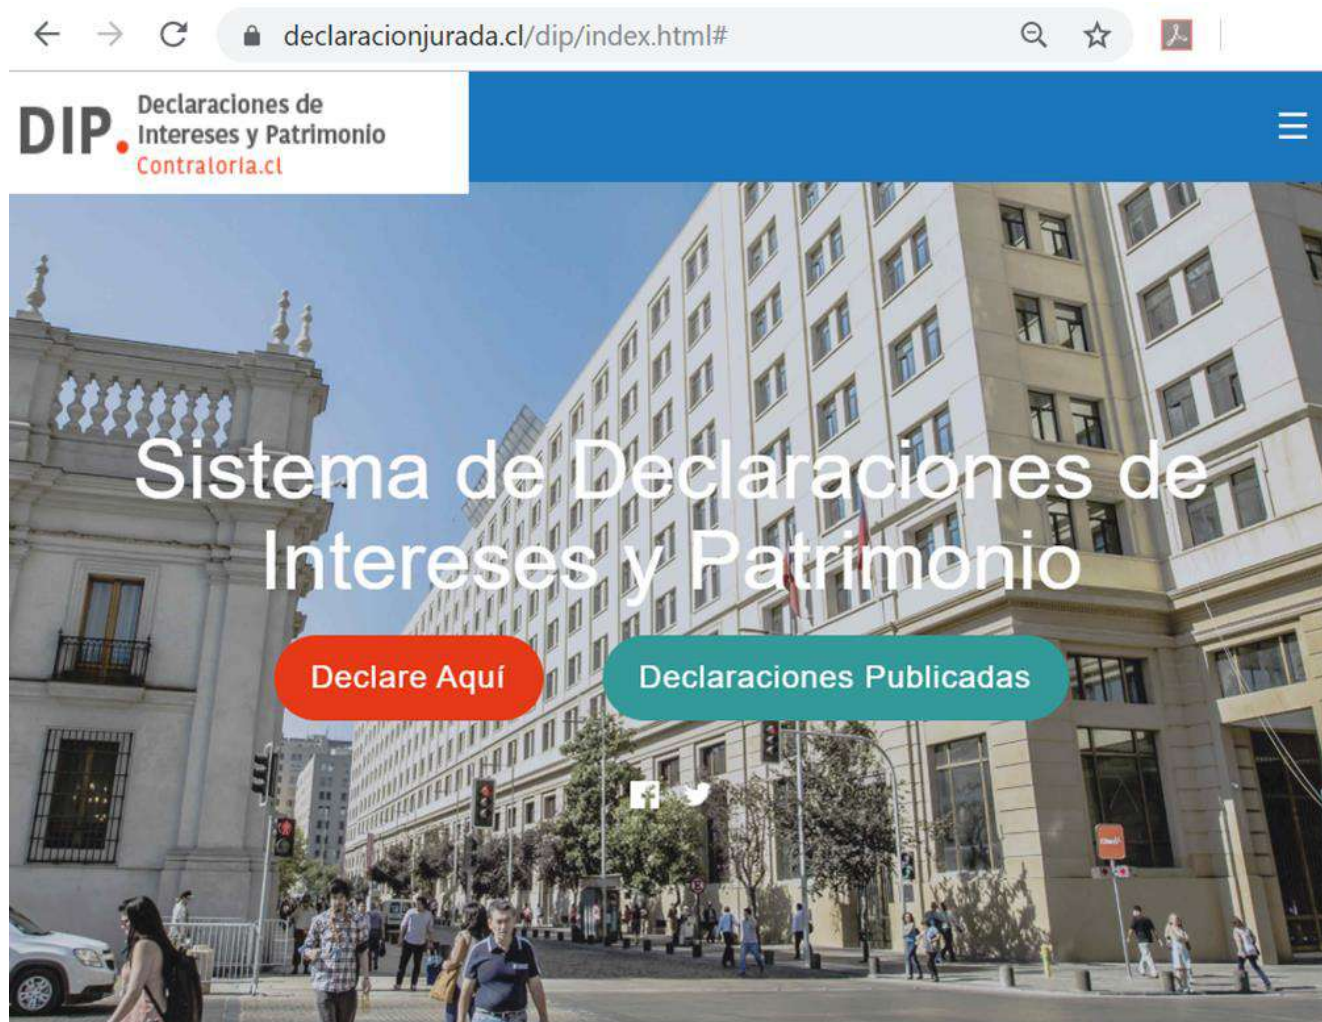 declaracionjurada.cl/dip/index.html#
DIP.
Declaraciones de
Intereses y Patrimonio
Contraloría.cl
Sistema de Declaraciones de
Intereses y Patrimonio
Declare Aquí
Declaraciones Publicadas